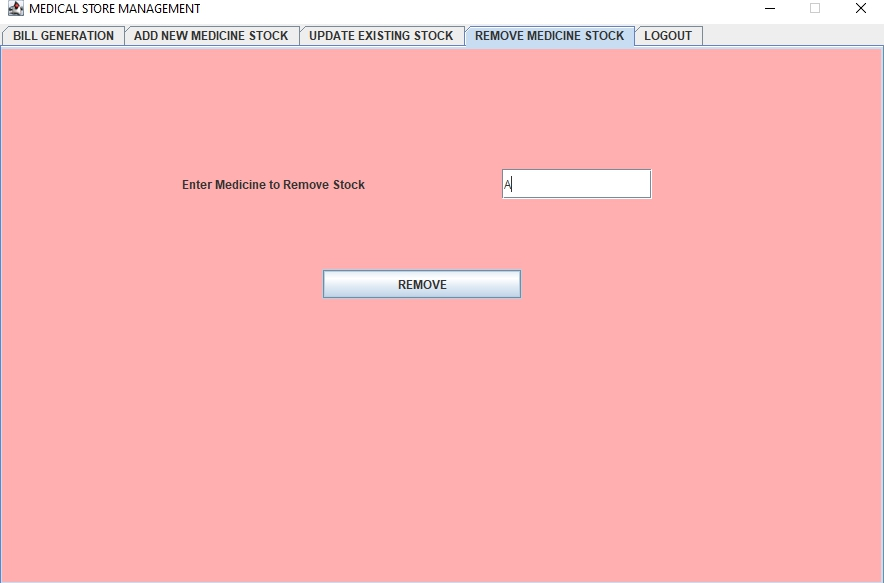 MEDICAL STORE MANAGEMENT
BILL GENERATION ADD NEW MEDICINE STOCK UPDATE EXISTING STOCK REMOVE MEDICINE STOCK LOGOUT
Enter Medicine to Remove Stock A
REMOVE